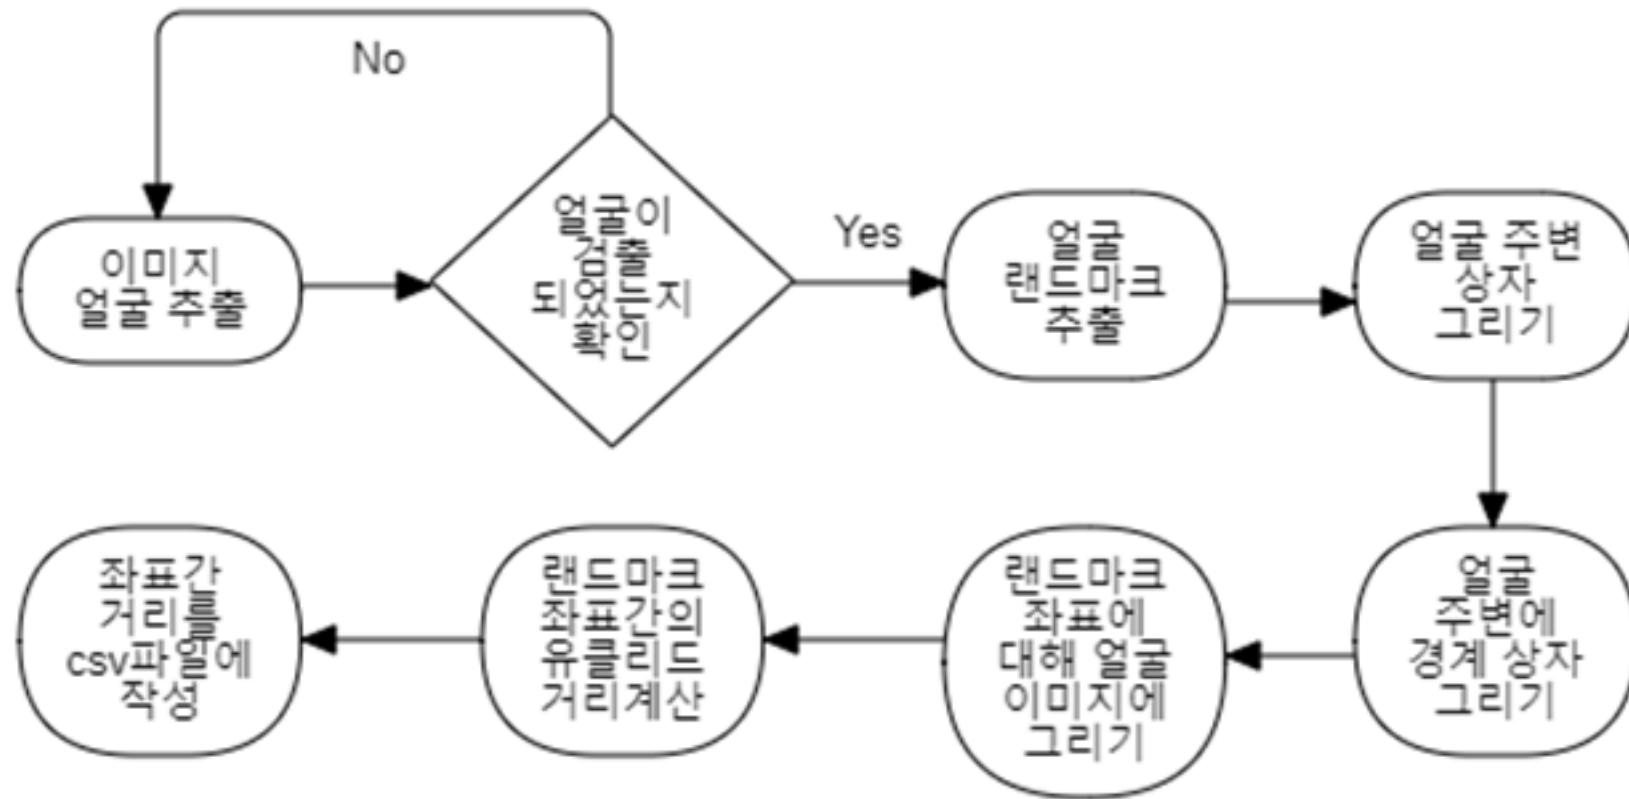 No
이미지
얼굴 추출
얼굴이
검출
되었든지
확인
Yes
얼굴
랜드마크
추출
얼굴 주변
상자
그리기
얼굴
주변에
경계 상자
그리기
랜드마크
좌표에
대해 얼굴
이미지에
그리기
랜드마크
좌표간의
유클리드
거리계산
좌표간
거리를
csv파일에
작성